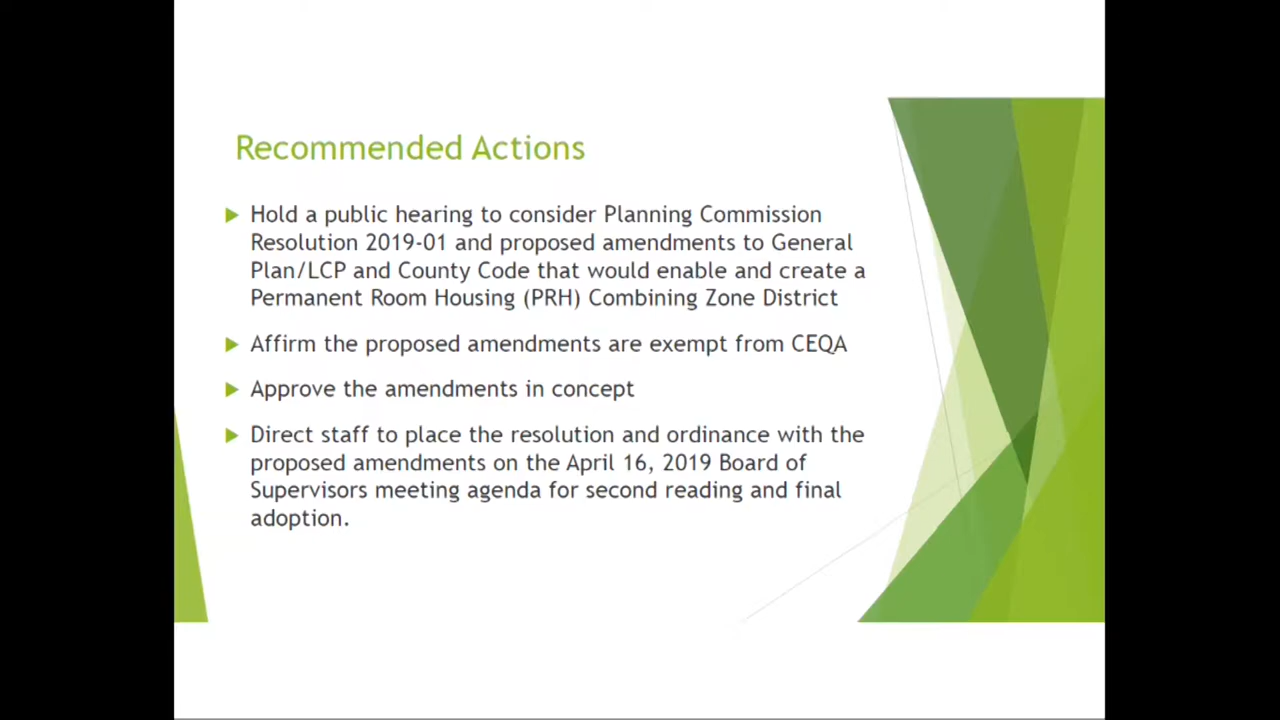 Recommended Actions
Hold a public hearing to consider Planning Commission
Resolution 2019-01 and proposed amendments to General
Plan/LCP and County Code that would enable and create a
Permanent Room Housing (PRH) Combining Zone District
Affirm the proposed amendments are exempt from CEQA
Approve the amendments in concept
Direct staff to place the resolution and ordinance with the
proposed amendments on the April 16, 2019 Board of
Supervisors meeting agenda for second reading and final
adoption.